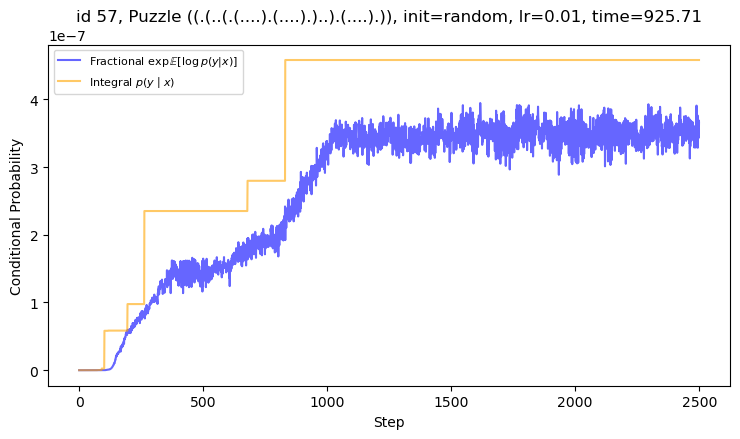 id 57, Puzzle ((.(..(.(....).(....).)..).(....).)), init=random, lr=0.01, time=925.71
1e−7
Fractional exp𝔼[log p(y|x)]
Integral p(y | x)
Conditional Probability
4
3
2
1
0
0 500 1000 1500 2000 2500
Step